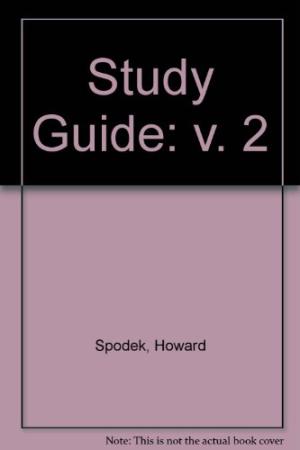 Study
Guide: v. 2
Spodek, Howard
Note: This is not the actual book cover